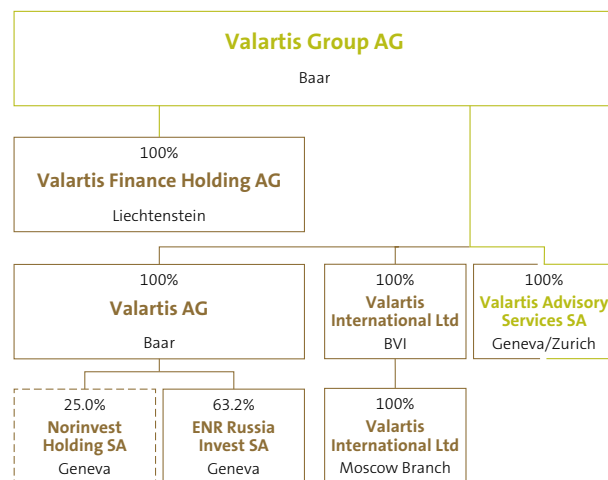 Valartis Group AG
Baar
100%
Valartis Finance Holding AG
Liechtenstein
100%
Valartis AG
Baar
100%
Valartis
International Ltd
BVI
100%
Valartis Advisory
Services SA
Geneva/Zurich
25.0%
Norinvest
Holding SA
Geneva
63.2%
ENR Russia
Invest SA
Geneva
100%
Valartis
International Ltd
Moscow Branch